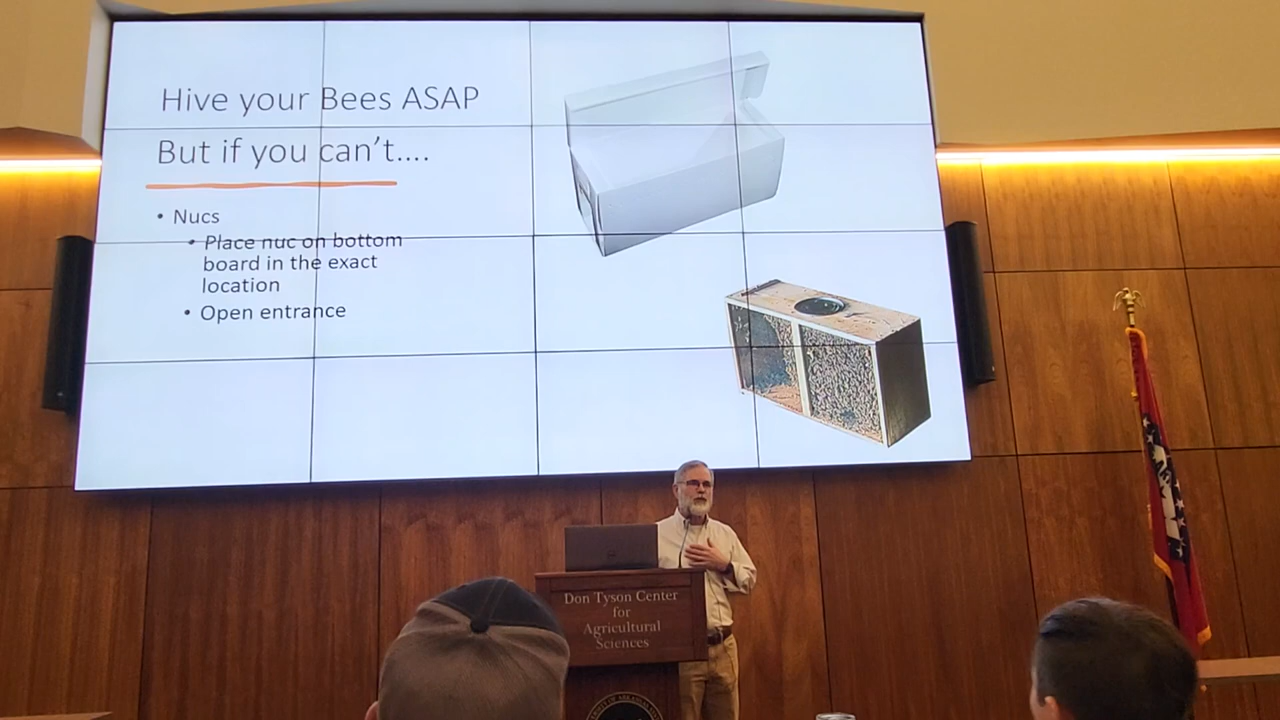 Hive your Bees ASAP
But if you can't....
• Nucs
• Place nuc on bottom
board in the exact
location
• Open entrance
Don Tyson Center
for
Agricultural
Sciences